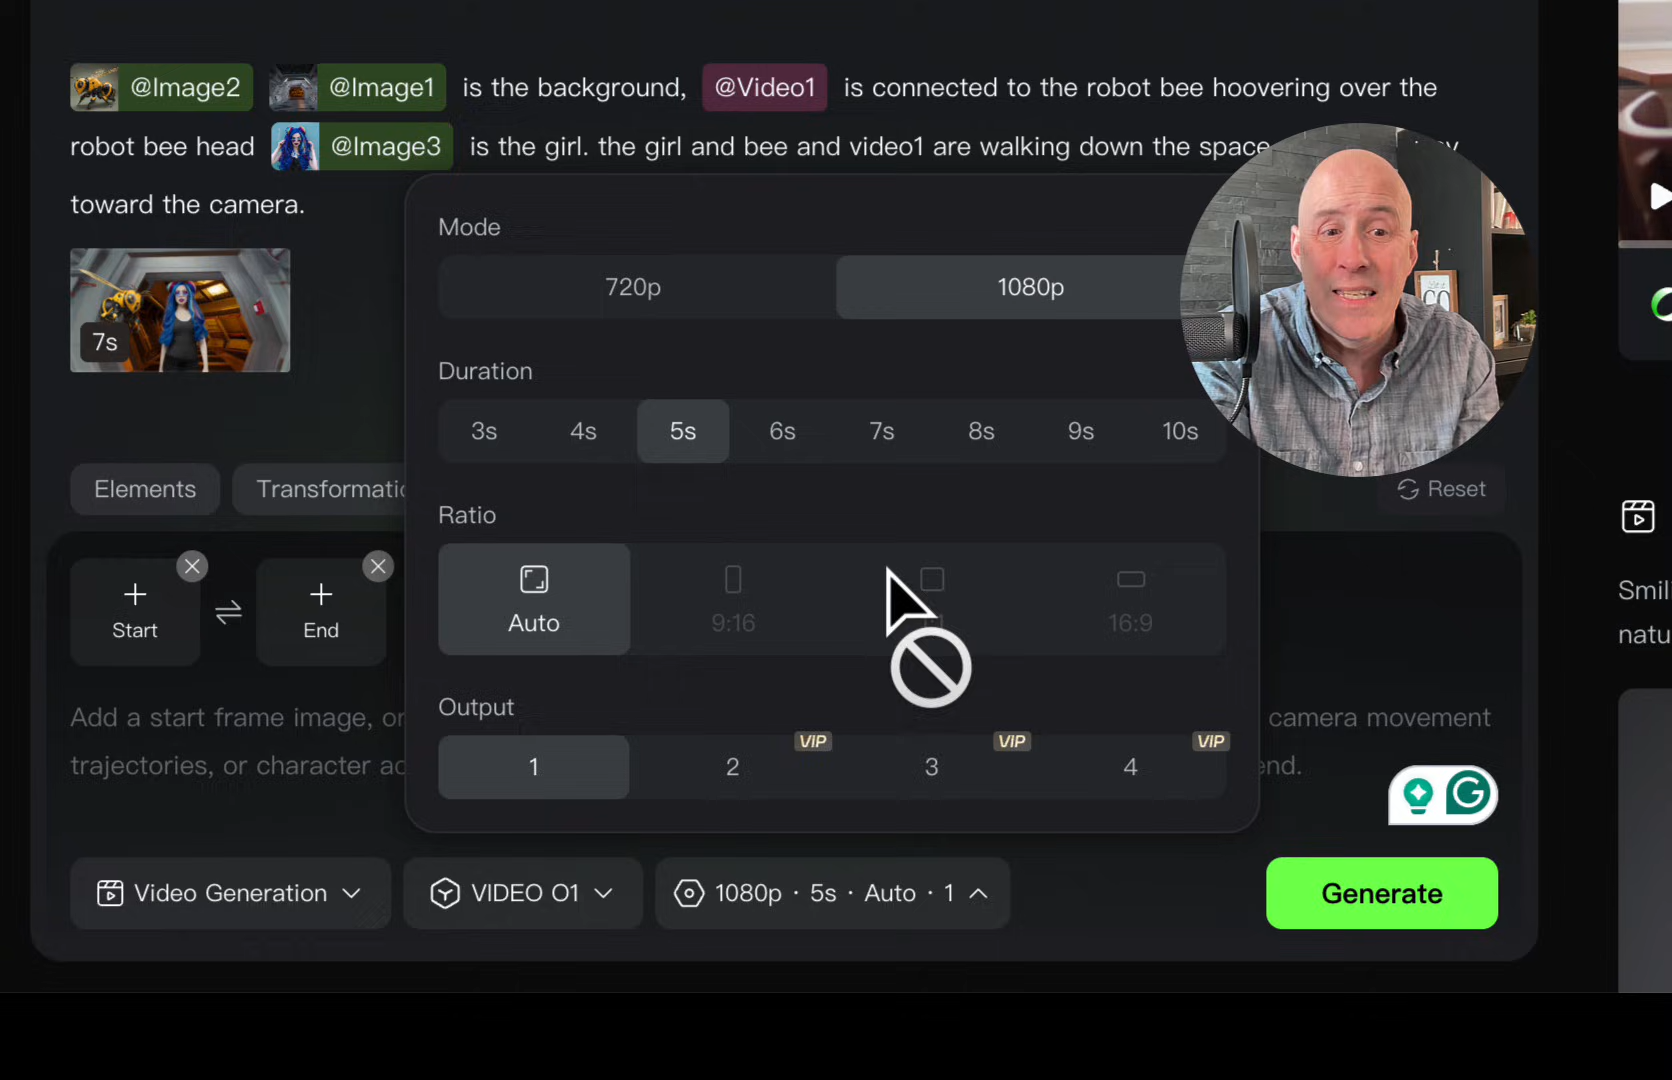 @Image2 @Image1 is the background, @Video1 is connected to the robot bee hoovering over the
robot bee head @Image3 is the girl. the girl and bee and video1 are walking down the space
toward the camera.
7s
Mode
720p 1080p
Duration
3s 4s 5s 6s 7s 8s 9s 10s
Elements Transformatio
Reset
Ratio
Auto 9:16 16:9
Start End
Output
Add a start frame image, or camera movement
trajectories, or character ac end.
1 2 VIP 3 VIP 4 VIP
Video Generation VIDEO O1 1080p · 5s · Auto · 1 Generate
Smil
natu